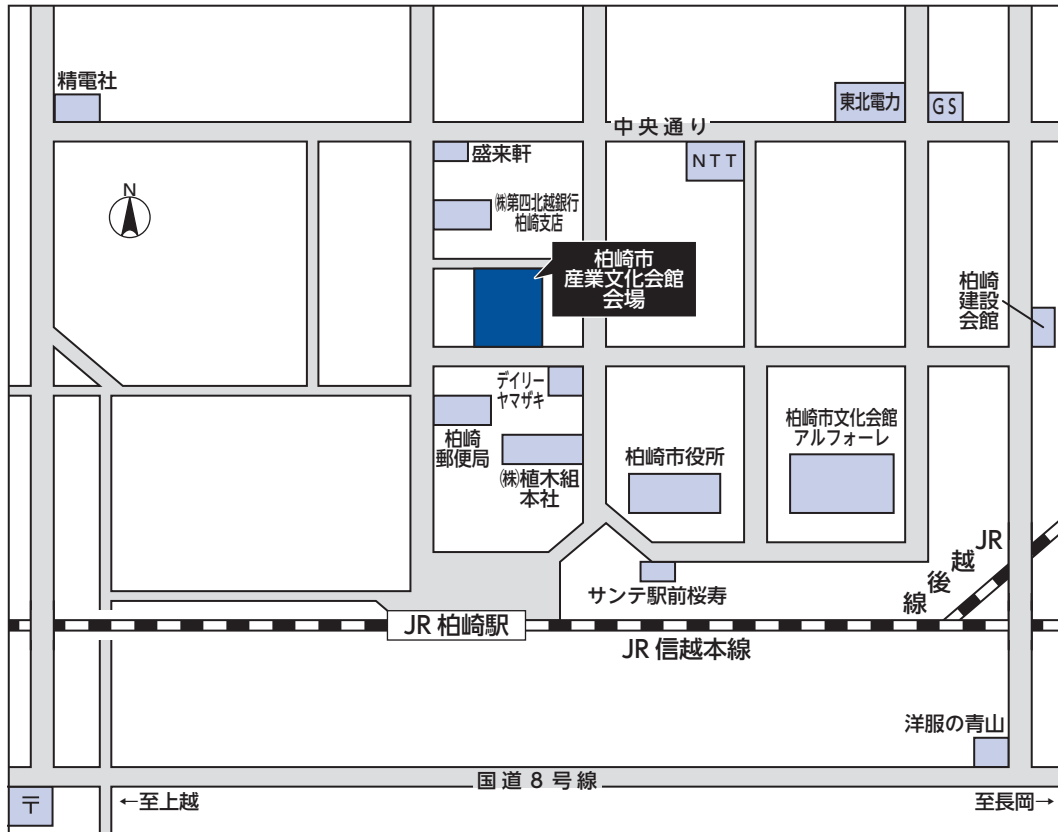 精電社
東北電力
GS
中央通り
盛来軒
NTT
N
㈱第四北越銀行
柏崎支店
柏崎市
産業文化会館
会場
柏崎
建設
会館
デイリー
ヤマザキ
柏崎
郵便局
㈱植木組
本社
柏崎市役所
柏崎市文化会館
アルフォーレ
JR越後線
サンテ駅前桜寿
JR 柏崎駅
JR 信越本線
洋服の青山
国道8号線
〒
←至上越
至長岡→